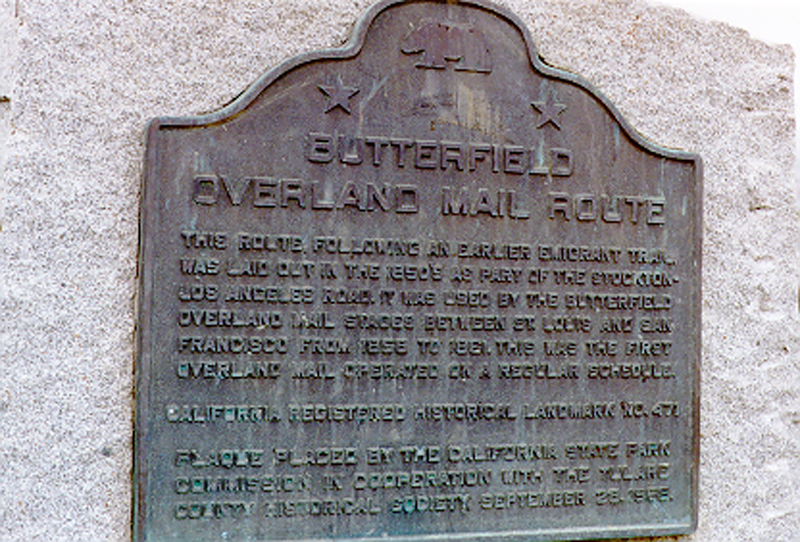 BUTTERFIELD
OVERLAND MAIL ROUTE
THIS ROUTE, FOLLOWING AN EARLIER EMIGRANT TRAIL,
WAS LAID OUT IN THE 1850'S AS PART OF THE STOCKTON-
LOS ANGELES ROAD. IT WAS USED BY THE BUTTERFIELD
OVERLAND MAIL STAGES BETWEEN ST. LOUIS AND SAN
FRANCISCO FROM 1858 TO 1861. THIS WAS THE FIRST
OVERLAND MAIL OPERATED ON A REGULAR SCHEDULE.
CALIFORNIA REGISTERED HISTORICAL LANDMARK NO. 471
PLAQUE PLACED BY THE CALIFORNIA STATE PARK
COMMISSION IN COOPERATION WITH THE TULARE
COUNTY HISTORICAL SOCIETY SEPTEMBER